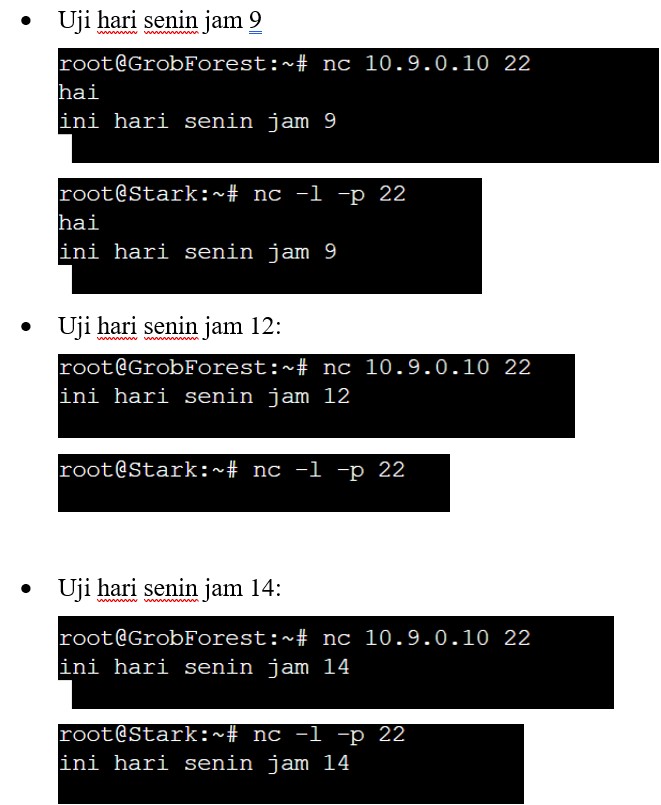 • Uji hari senin jam 9
root@GrobForest:~# nc 10.9.0.10 22
hai
ini hari senin jam 9
root@Stark:~# nc -l -p 22
hai
ini hari senin jam 9
• Uji hari senin jam 12:
root@GrobForest:~# nc 10.9.0.10 22
ini hari senin jam 12
root@Stark:~# nc -l -p 22
• Uji hari senin jam 14:
root@GrobForest:~# nc 10.9.0.10 22
ini hari senin jam 14
root@Stark:~# nc -l -p 22
ini hari senin jam 14